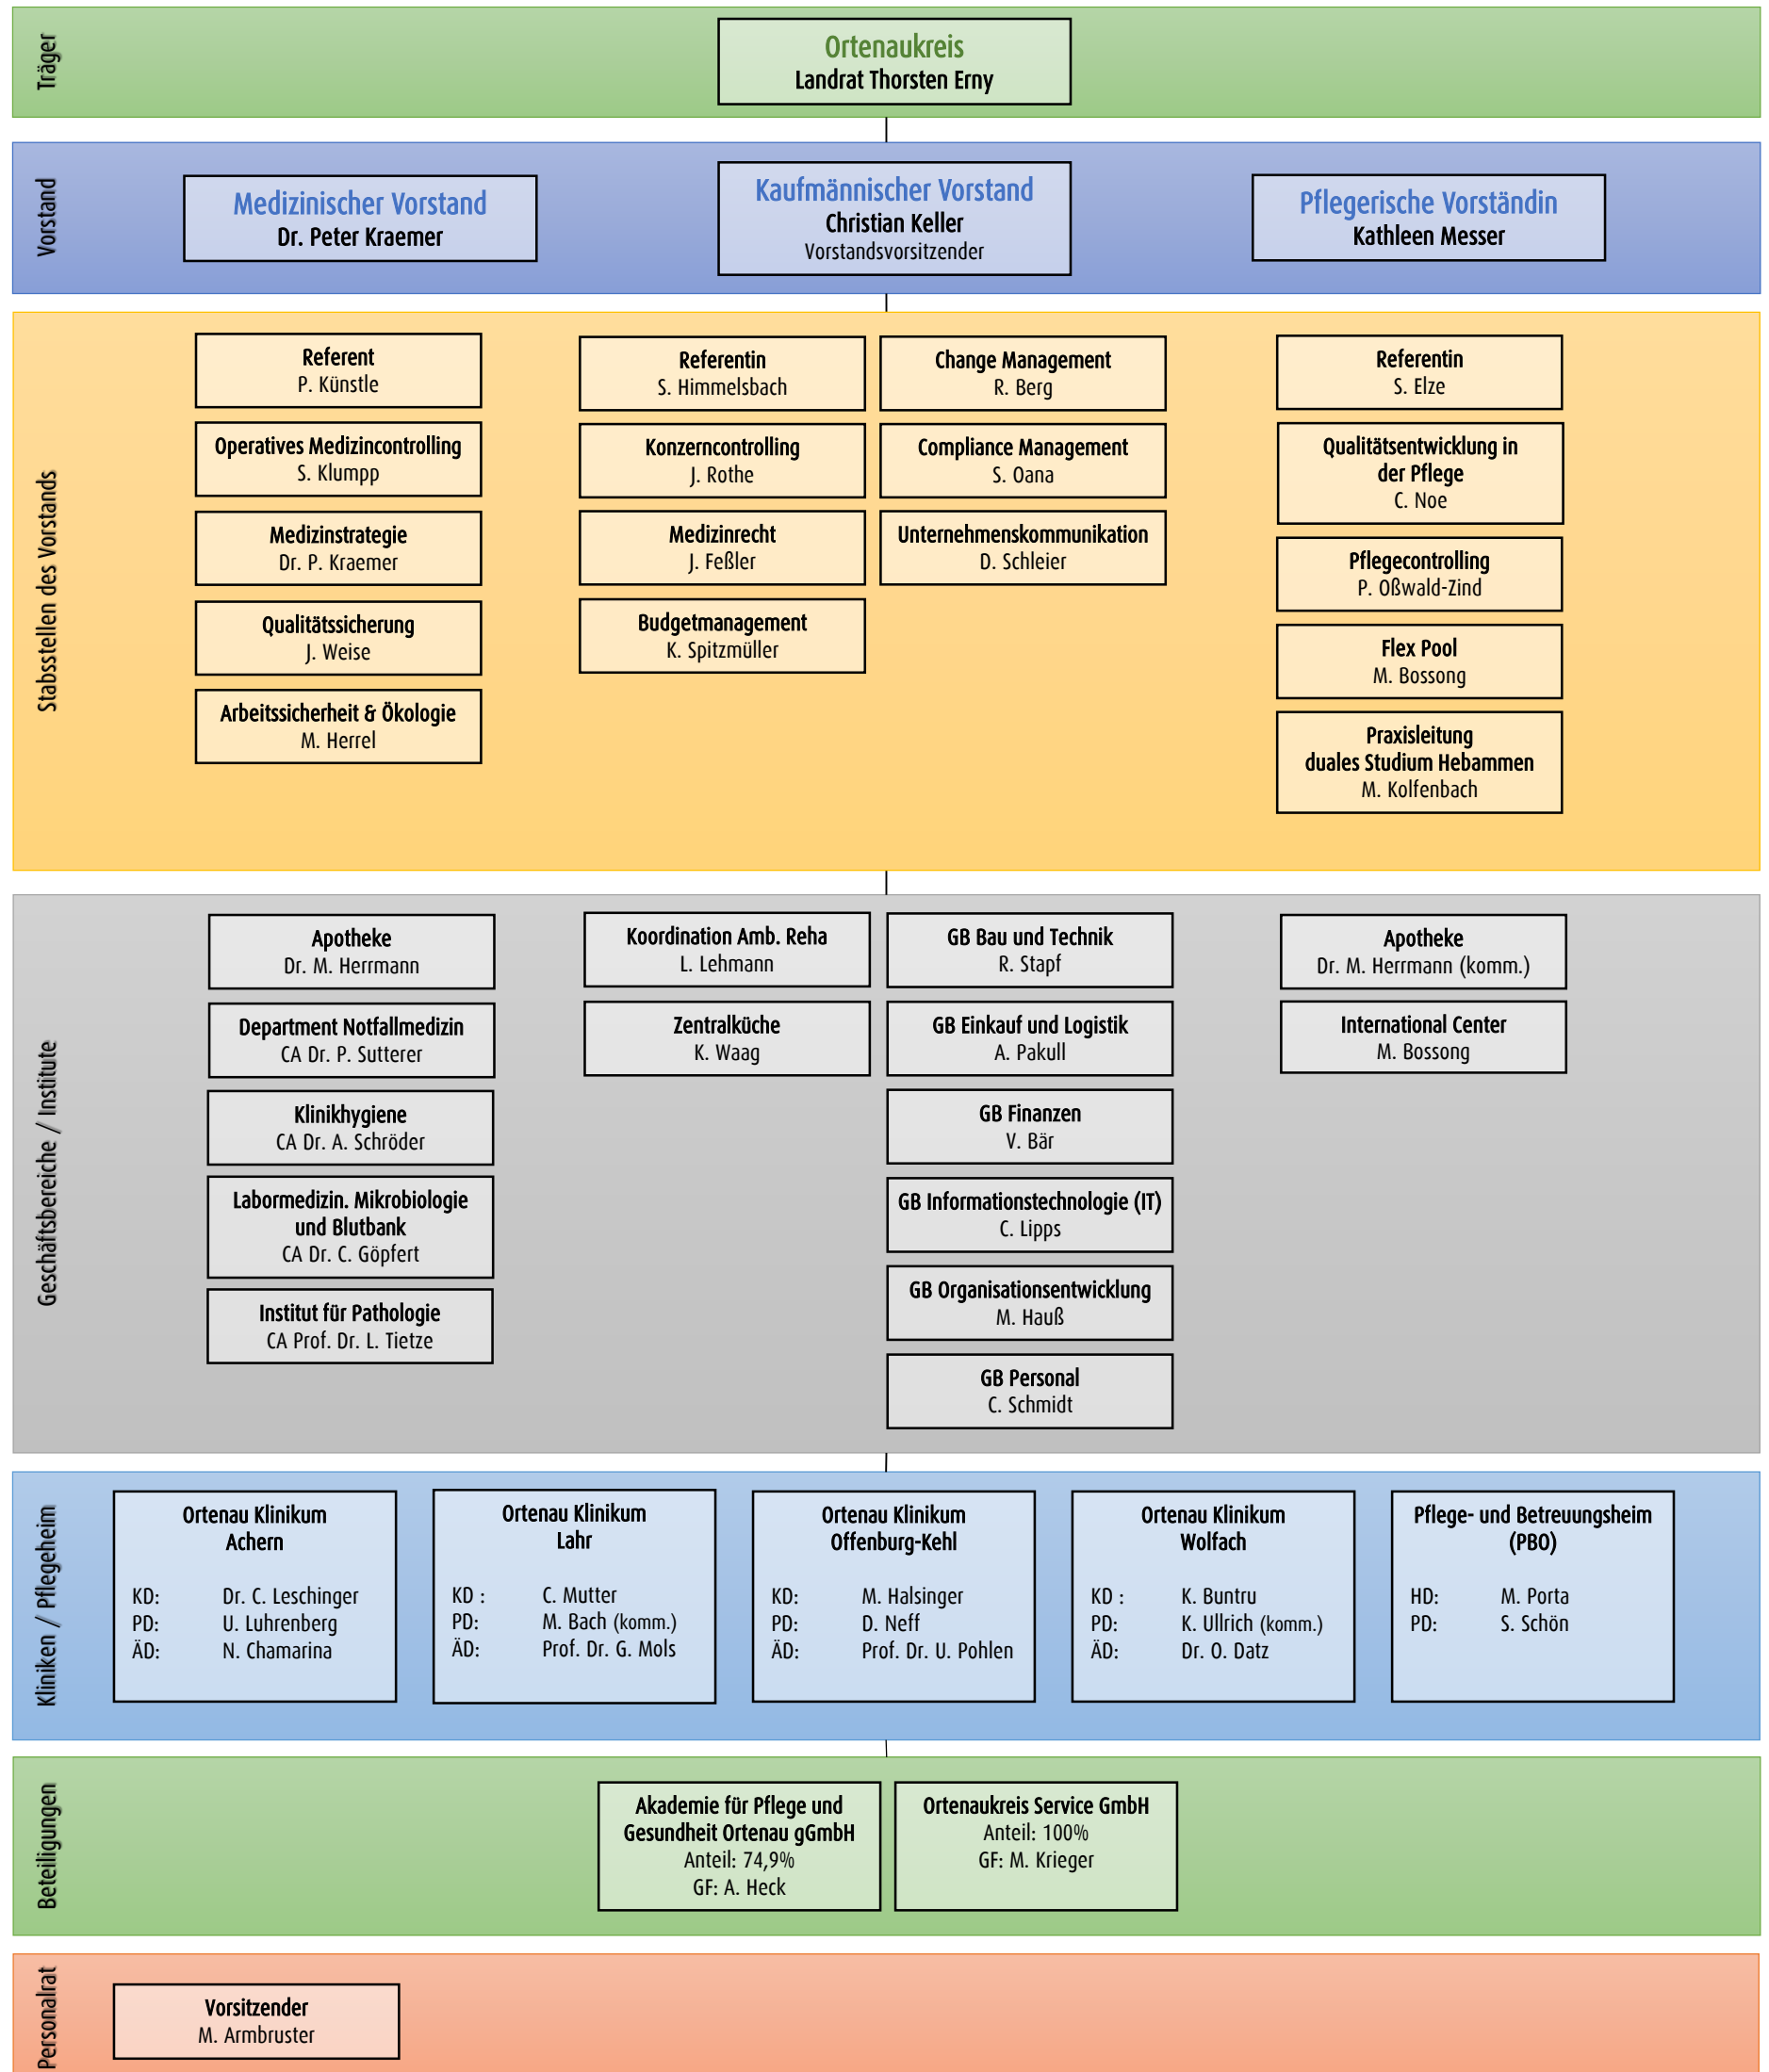 Träger
Ortenaukreis
Landrat Thorsten Erny
Vorstand
Medizinischer Vorstand
Dr. Peter Kraemer
Kaufmännischer Vorstand
Christian Keller
Vorstandsvorsitzender
Pflegerische Vorständin
Kathleen Messer
Stabsstellen des Vorstands
Referent
P. Künstle
Operatives Medizincontrolling
S. Klumpp
Medizinstrategie
Dr. P. Kraemer
Qualitätssicherung
J. Weise
Arbeitssicherheit & Ökologie
M. Herrel
Referentin
S. Himmelsbach
Konzerncontrolling
J. Rothe
Medizinrecht
J. Feßler
Budgetmanagement
K. Spitzmüller
Change Management
R. Berg
Compliance Management
S. Oana
Unternehmenskommunikation
D. Schleier
Referentin
S. Elze
Qualitätsentwicklung in
der Pflege
C. Noe
Pflegecontrolling
P. Oßwald-Zind
Flex Pool
M. Bossong
Praxisleitung
duales Studium Hebammen
M. Kolfenbach
Geschäftsbereiche / Institute
Apotheke
Dr. M. Herrmann
Department Notfallmedizin
CA Dr. P. Sutterer
Klinikhygiene
CA Dr. A. Schröder
Labormedizin. Mikrobiologie
und Blutbank
CA Dr. C. Göpfert
Institut für Pathologie
CA Prof. Dr. L. Tietze
Koordination Amb. Reha
L. Lehmann
Zentralküche
K. Waag
GB Bau und Technik
R. Stapf
GB Einkauf und Logistik
A. Pakull
GB Finanzen
V. Bär
GB Informationstechnologie (IT)
C. Lipps
GB Organisationsentwicklung
M. Hauß
GB Personal
C. Schmidt
Apotheke
Dr. M. Herrmann (komm.)
International Center
M. Bossong
Kliniken / Pflegeheim
Ortenau Klinikum
Achern
KD: Dr. C. Leschinger
PD: U. Luhrenberg
ÄD: N. Chamarina
Ortenau Klinikum
Lahr
KD : C. Mutter
PD: M. Bach (komm.)
ÄD: Prof. Dr. G. Mols
Ortenau Klinikum
Offenburg-Kehl
KD: M. Halsinger
PD: D. Neff
ÄD: Prof. Dr. U. Pohlen
Ortenau Klinikum
Wolfach
KD : K. Buntru
PD: K. Ullrich (komm.)
ÄD: Dr. O. Datz
Pflege- und Betreuungsheim
(PBO)
HD: M. Porta
PD: S. Schön
Beteiligungen
Akademie für Pflege und
Gesundheit Ortenau gGmbH
Anteil: 74,9%
GF: A. Heck
Ortenaukreis Service GmbH
Anteil: 100%
GF: M. Krieger
Personalrat
Vorsitzender
M. Armbruster